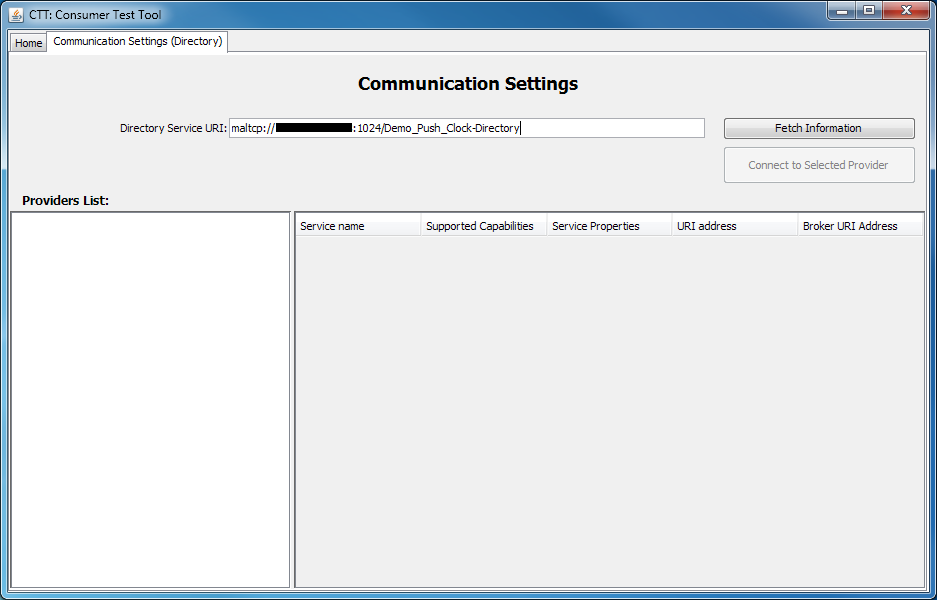 CTT: Consumer Test Tool
Home
Communication Settings (Directory)
Communication Settings
Directory Service URI:
maltcp://
:1024/Demo_Push_Clock-Directory
Fetch Information
Connect to Selected Provider
Providers List:
Service name
Supported Capabilities
Service Properties
URI address
Broker URI Address